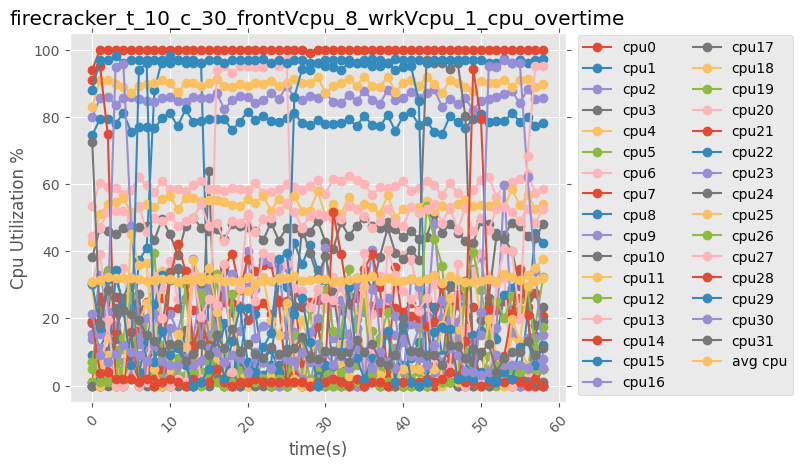 firecracker_t_10_c_30_frontVcpu_8_wrkVcpu_1_cpu_overtime
100
80
60
40
20
0
Cpu Utilization %
0 10 20 30 40 50 60
time(s)
cpu0 cpu17
cpu1 cpu18
cpu2 cpu19
cpu3 cpu20
cpu4 cpu21
cpu5 cpu22
cpu6 cpu23
cpu7 cpu24
cpu8 cpu25
cpu9 cpu26
cpu10 cpu27
cpu11 cpu28
cpu12 cpu29
cpu13 cpu30
cpu14 cpu31
cpu15 avg cpu
cpu16